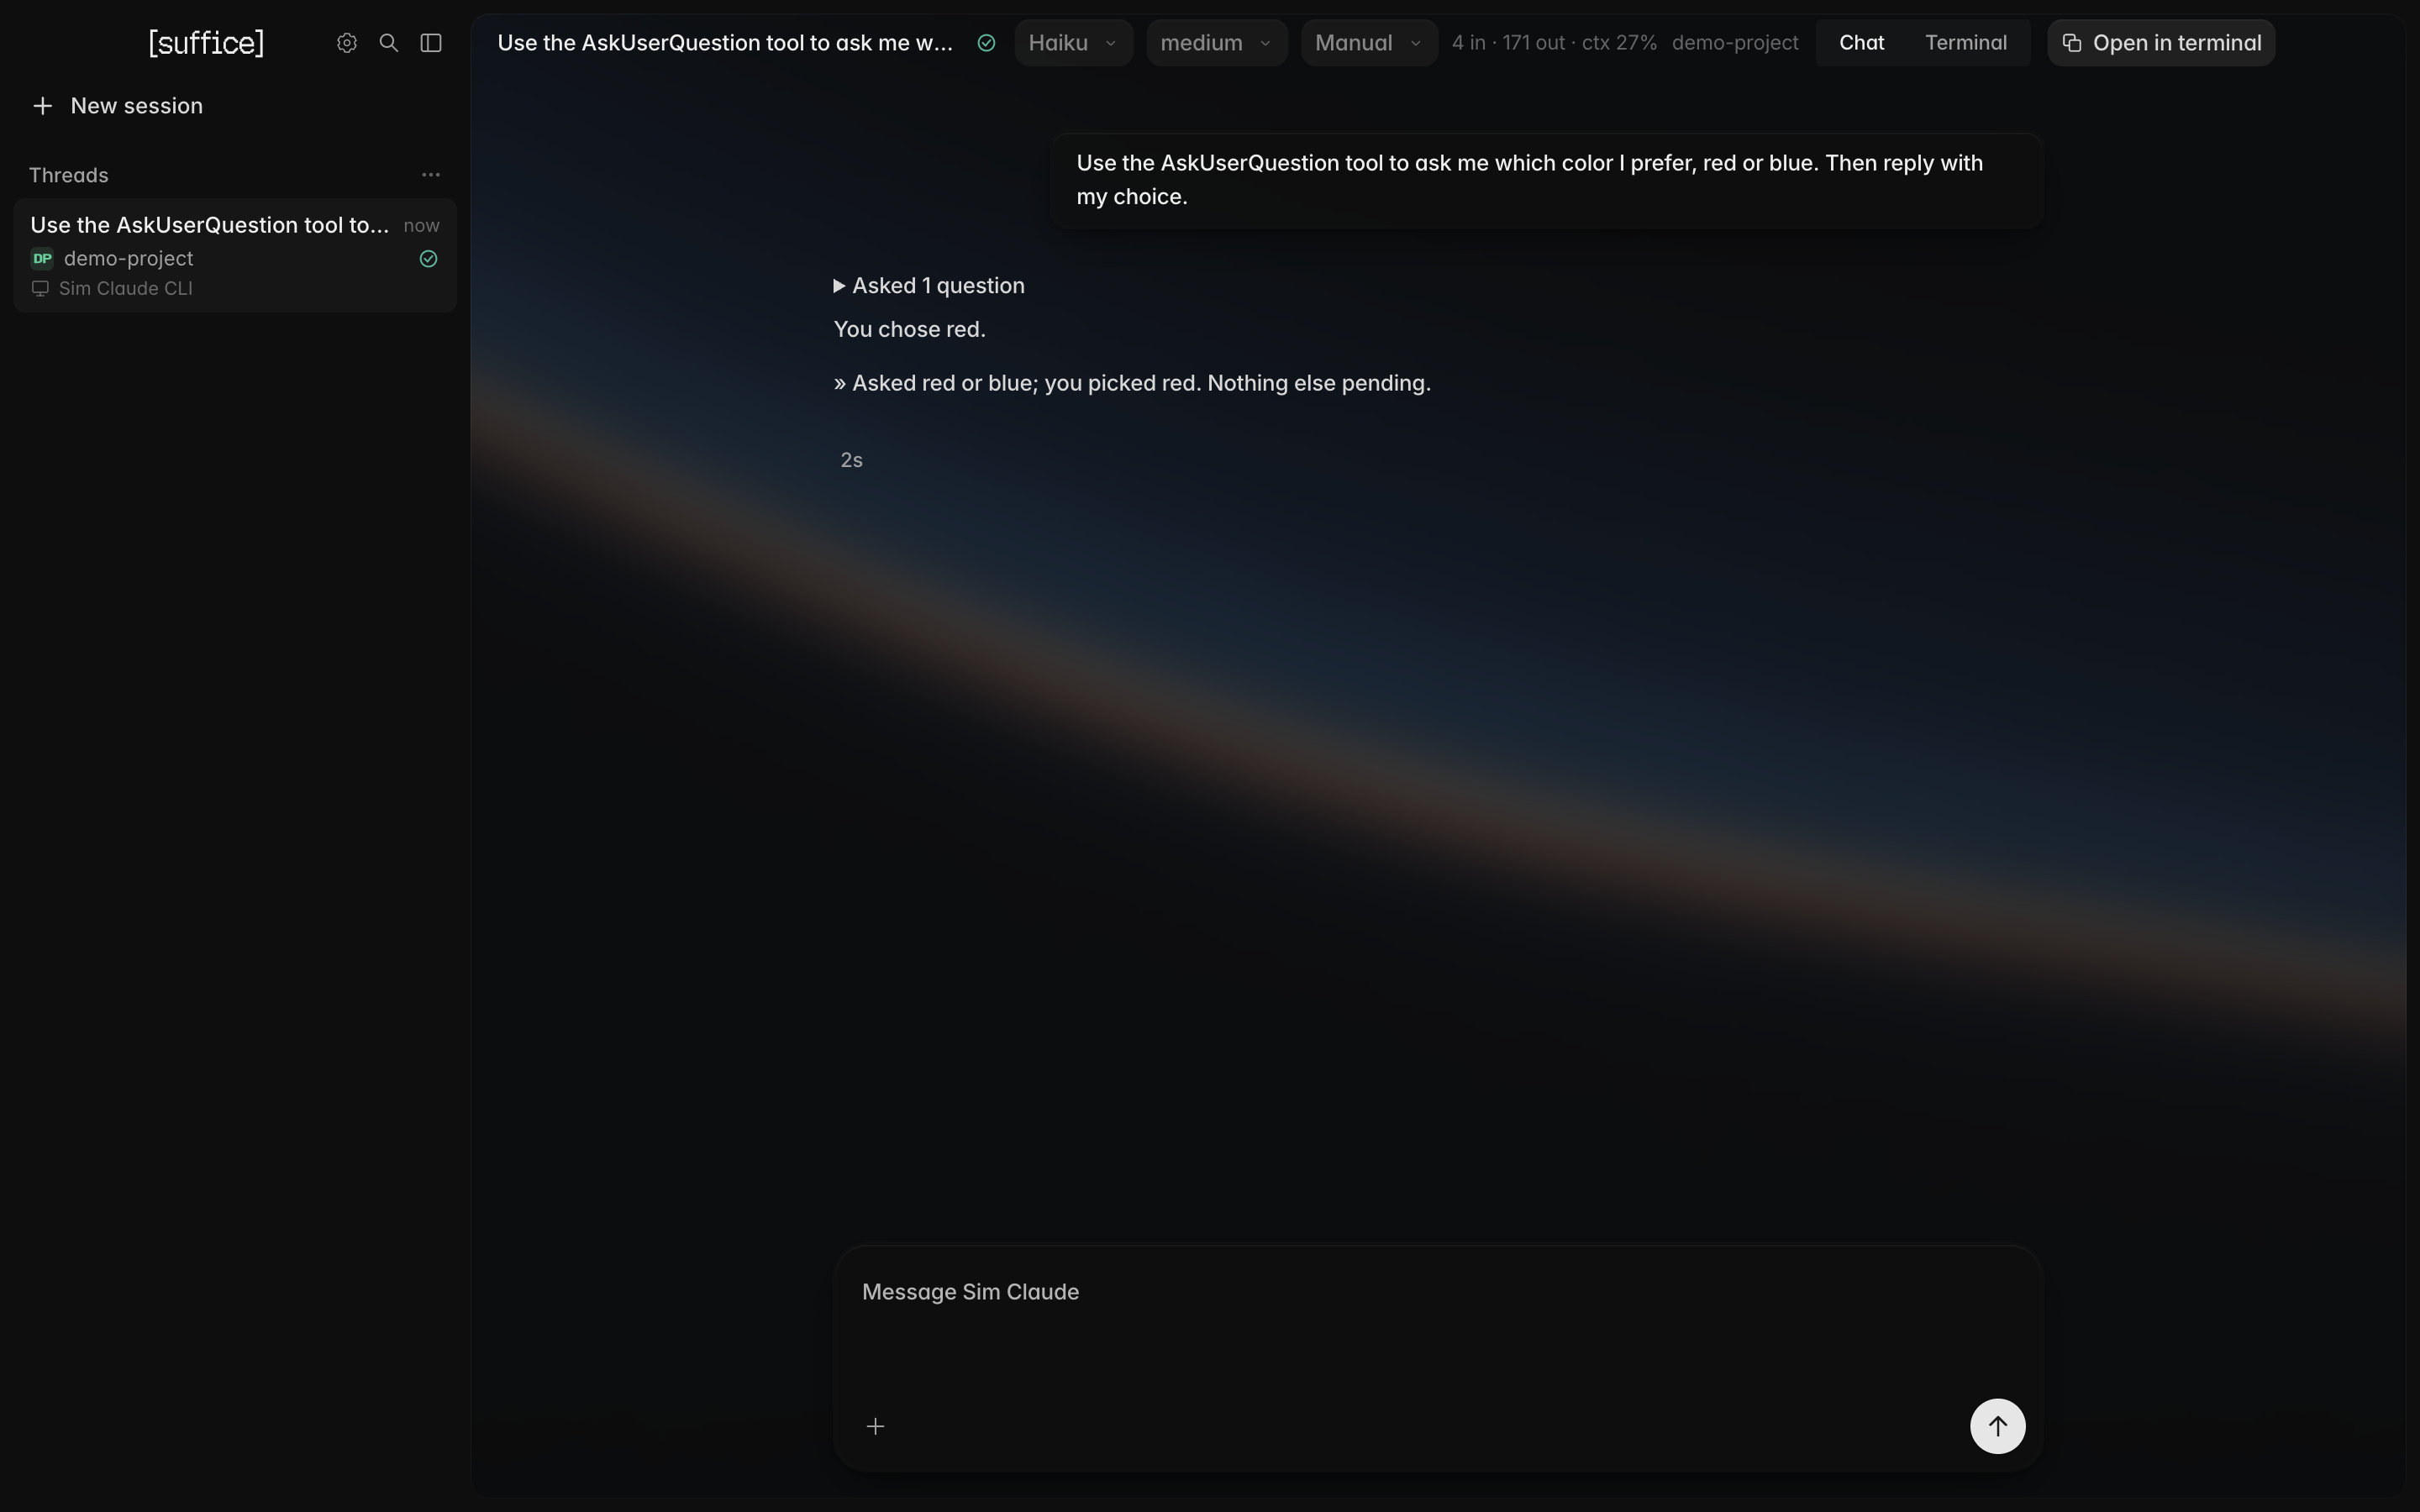 [suffice]
New session
Threads
Use the AskUserQuestion tool to... now
DP demo-project
Sim Claude CLI
Use the AskUserQuestion tool to ask me w... Haiku medium Manual 4 in · 171 out · ctx 27% demo-project Chat Terminal Open in terminal
Use the AskUserQuestion tool to ask me which color I prefer, red or blue. Then reply with
my choice.
Asked 1 question
You chose red.
» Asked red or blue; you picked red. Nothing else pending.
2s
Message Sim Claude